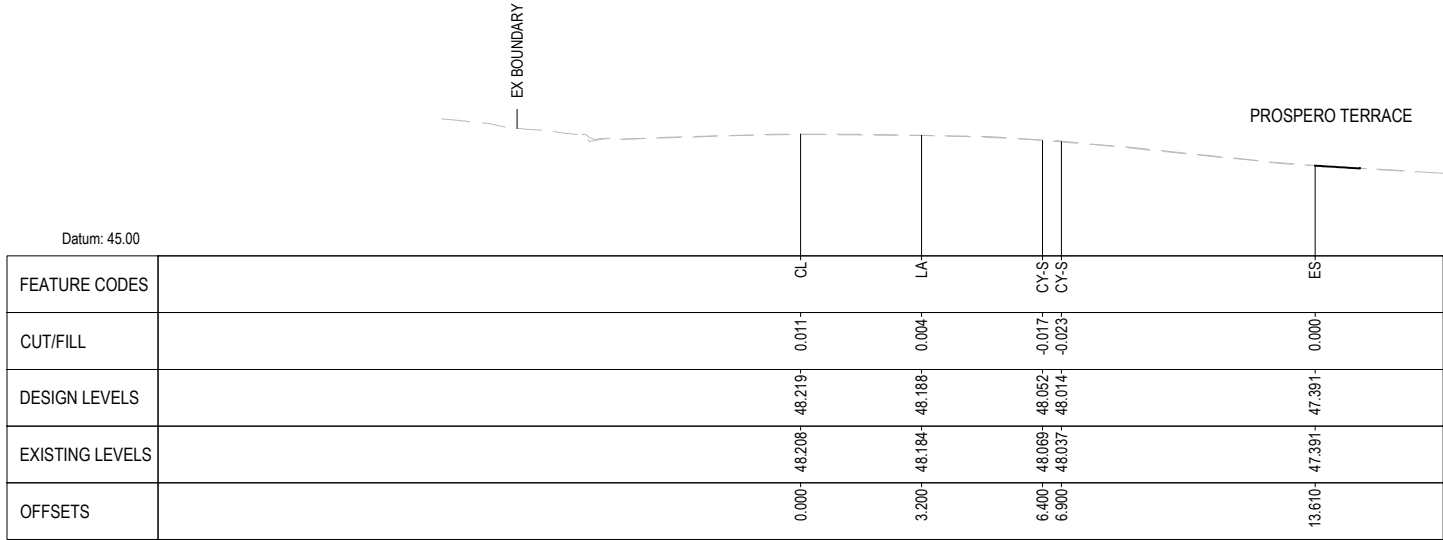 EX BOUNDARY
PROSPERO TERRACE
Datum: 45.00
FEATURE CODES CL LA CY-S CY-S ES
CUT/FILL 0.011 0.004 -0.017 -0.023 0.000
DESIGN LEVELS 48.219 48.188 48.052 48.014 47.391
EXISTING LEVELS 48.208 48.184 48.069 48.037 47.391
OFFSETS 0.000 3.200 6.400 6.900 13.610